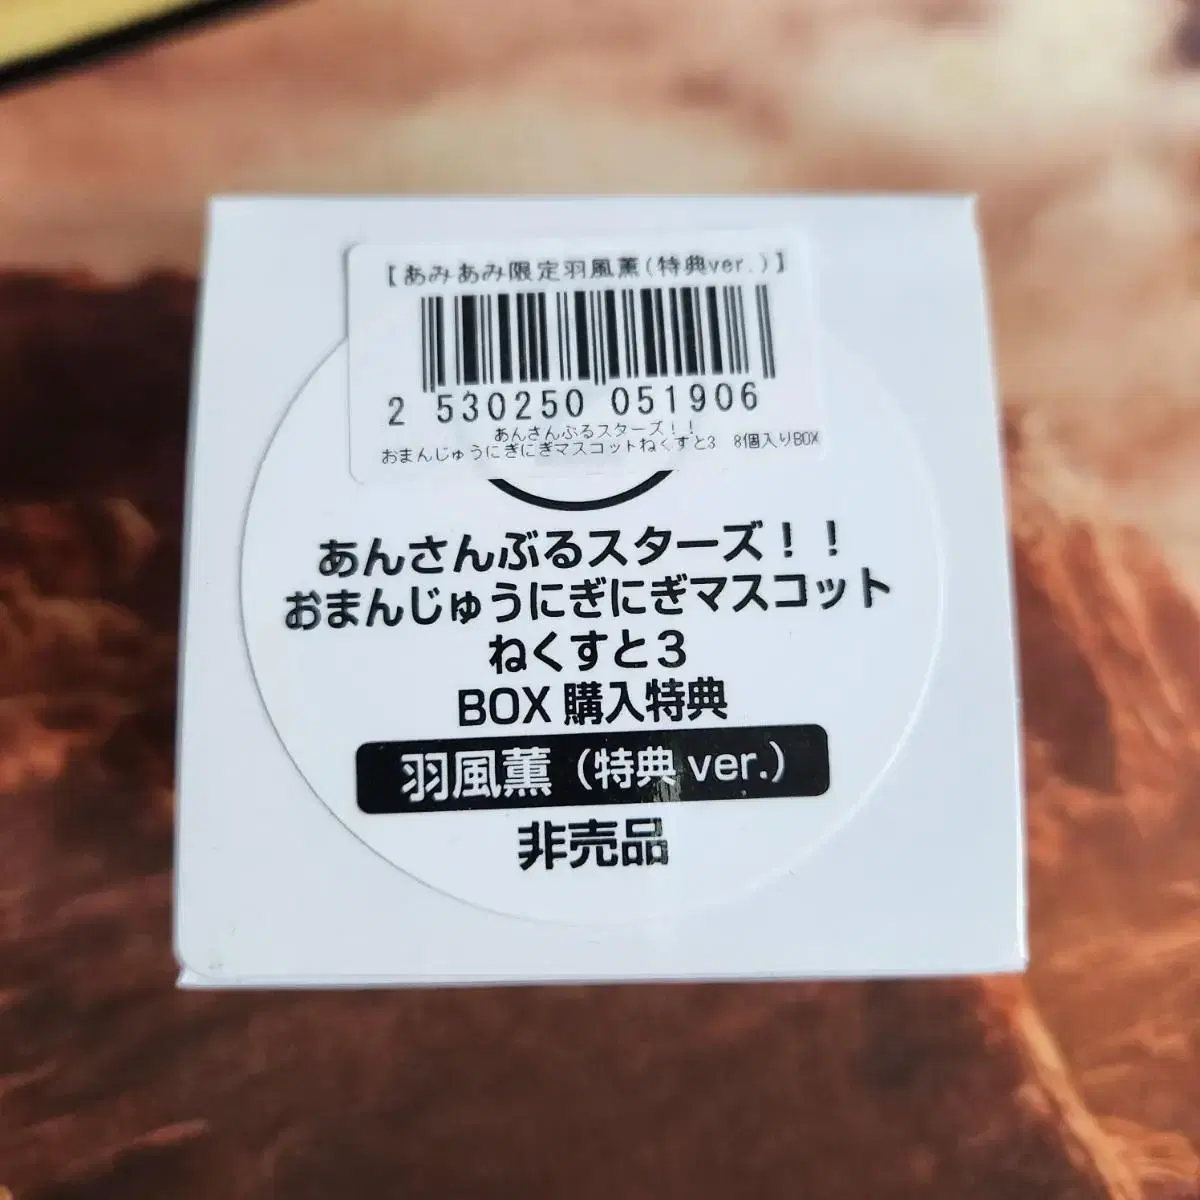 【あみあみ限定羽風薫(特典ver.)】
2 530250 051906
あんさんぶるスターズ！！
おまんじゅうにぎにぎマスコットねくすと3 8個入りBOX
あんさんぶるスターズ！！
おまんじゅうにぎにぎマスコット
ねくすと3
BOX 購入特典
羽風薫（特典 ver.）
非売品